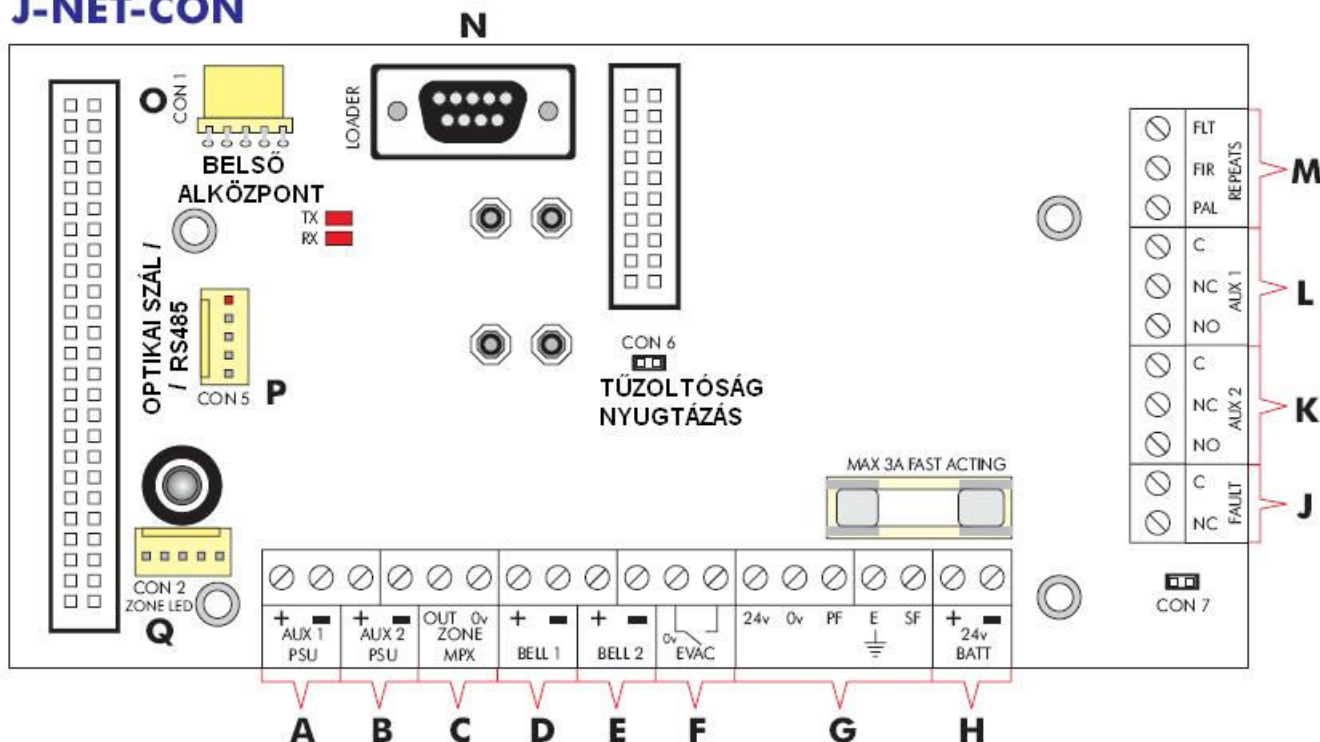 J-NET-CON
N
O
CON 1
BELSŐ
ALKÖZPONT
LOADER
TX
RX
OPTIKAI SZÁL /
/ RS485
CON 5
P
CON 6
TŰZOLTÓSÁG
NYUGTÁZÁS
MAX 3A FAST ACTING
CON 2
ZONE LED
Q
FLT
FIR
PAL
REPEATS
M
C
NC
NO
AUX 1
L
C
NC
NO
AUX 2
K
C
NC
FAULT
J
CON 7
+ -
AUX 1
PSU
+ -
AUX 2
PSU
OUT 0v
ZONE
MPX
+ -
BELL 1
+ -
BELL 2
0v
EVAC
24v 0v PF E SF
+ -
24v
BATT
A B C D E F G H